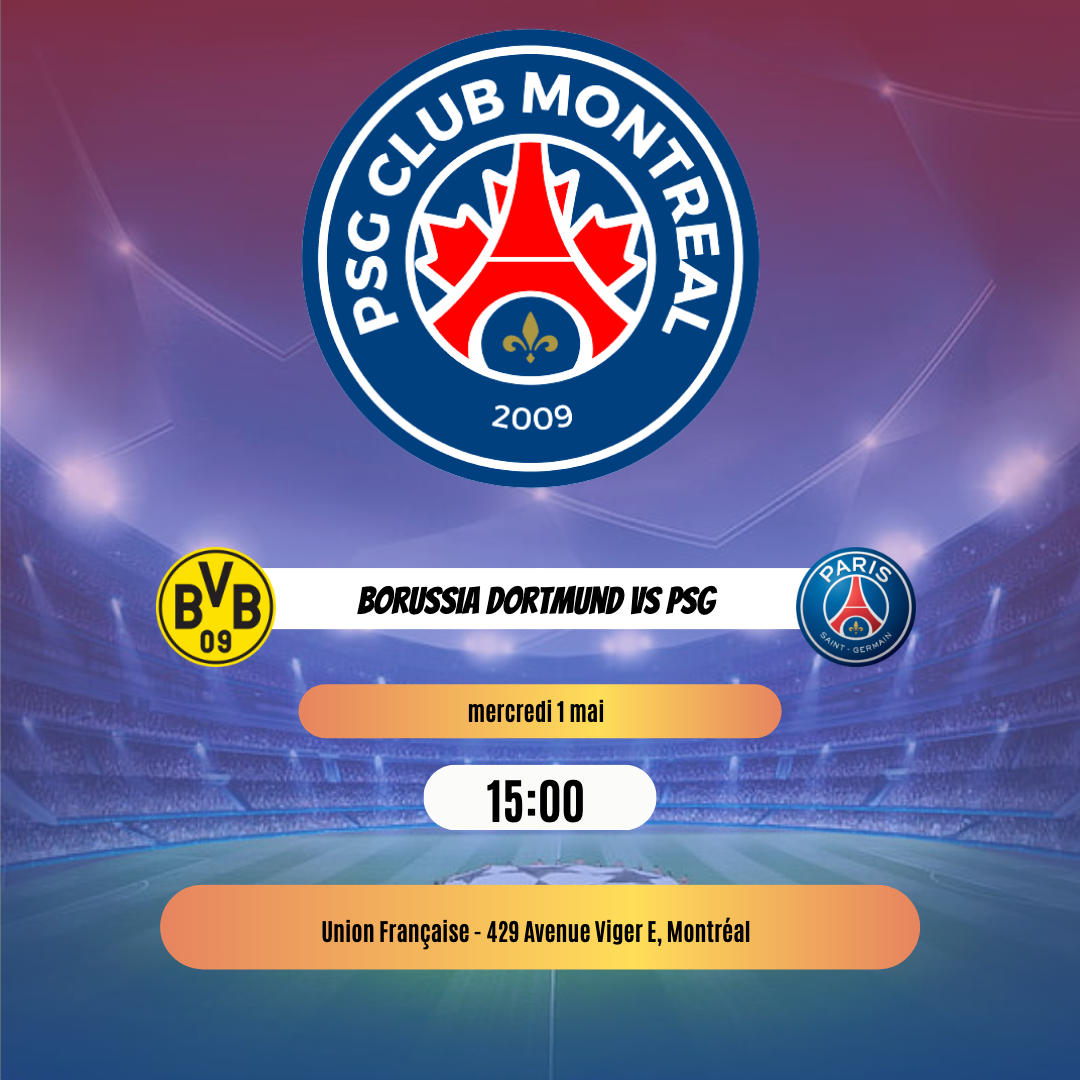 PSG CLUB MONTREAL
2009
BVB
09
BORUSSIA DORTMUND VS PSG
PARIS
SAINT-GERMAIN
mercredi 1 mai
15:00
Union Française - 429 Avenue Viger E, Montréal